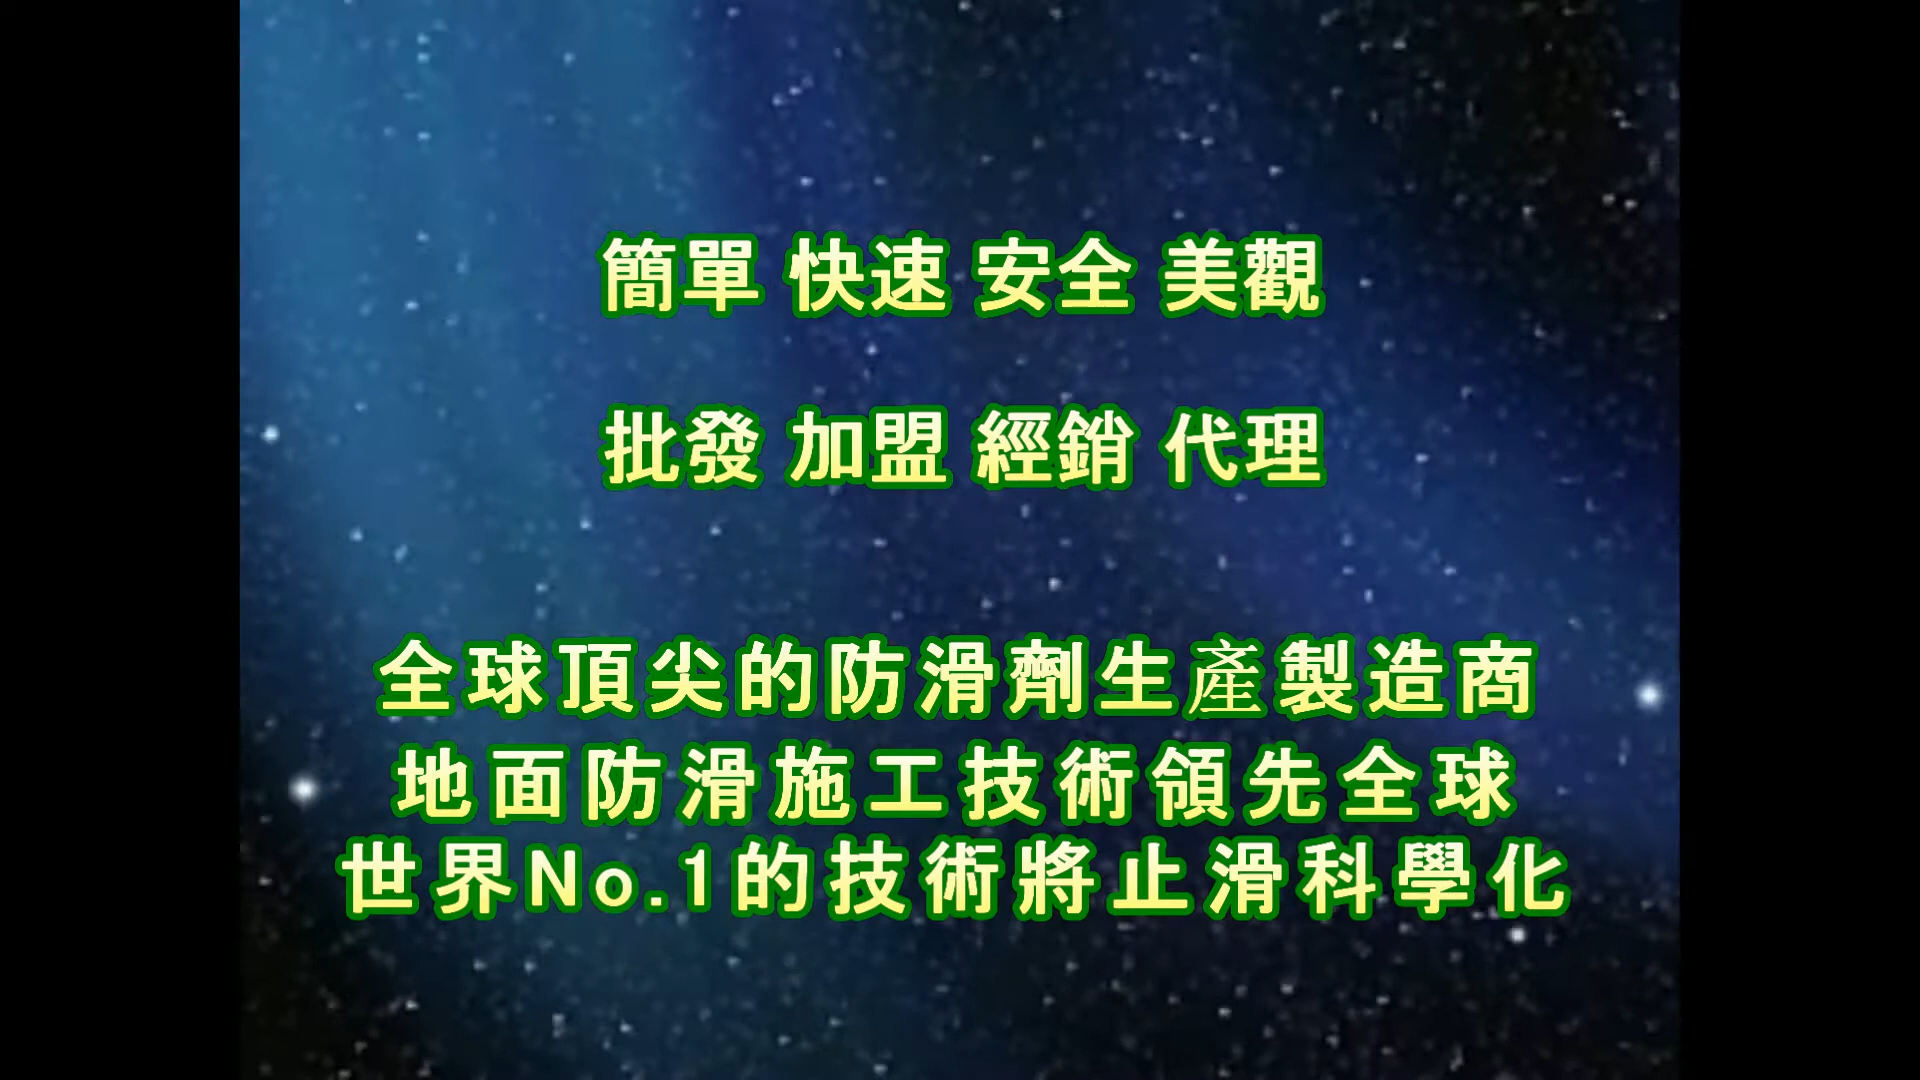 簡單 快速 安全 美觀
批發 加盟 經銷 代理
全球頂尖的防滑劑生產製造商
地面防滑施工技術領先全球
世界No.1的技術將止滑科學化